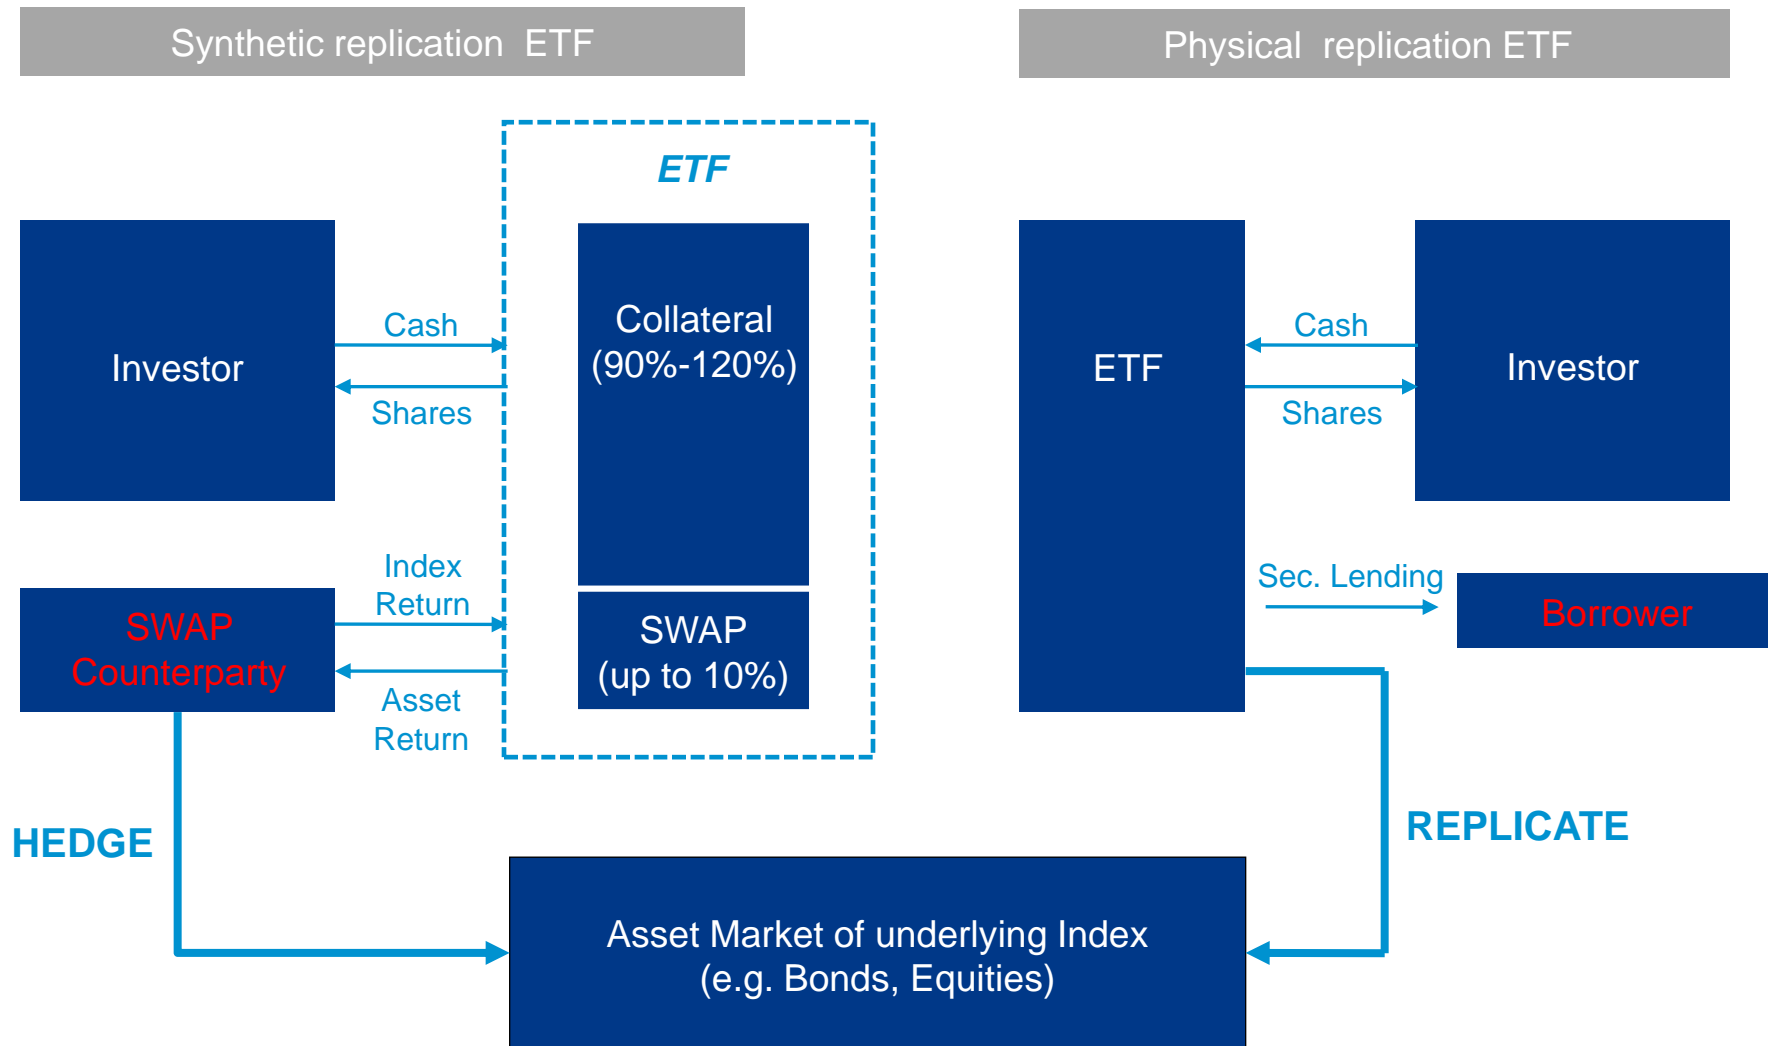 Synthetic replication ETF
Physical replication ETF
ETF
Investor
Cash
Shares
Collateral
(90%-120%)
SWAP
Counterparty
Index
Return
Asset
Return
SWAP
(up to 10%)
HEDGE
ETF
Cash
Shares
Investor
Sec. Lending
Borrower
REPLICATE
Asset Market of underlying Index
(e.g. Bonds, Equities)